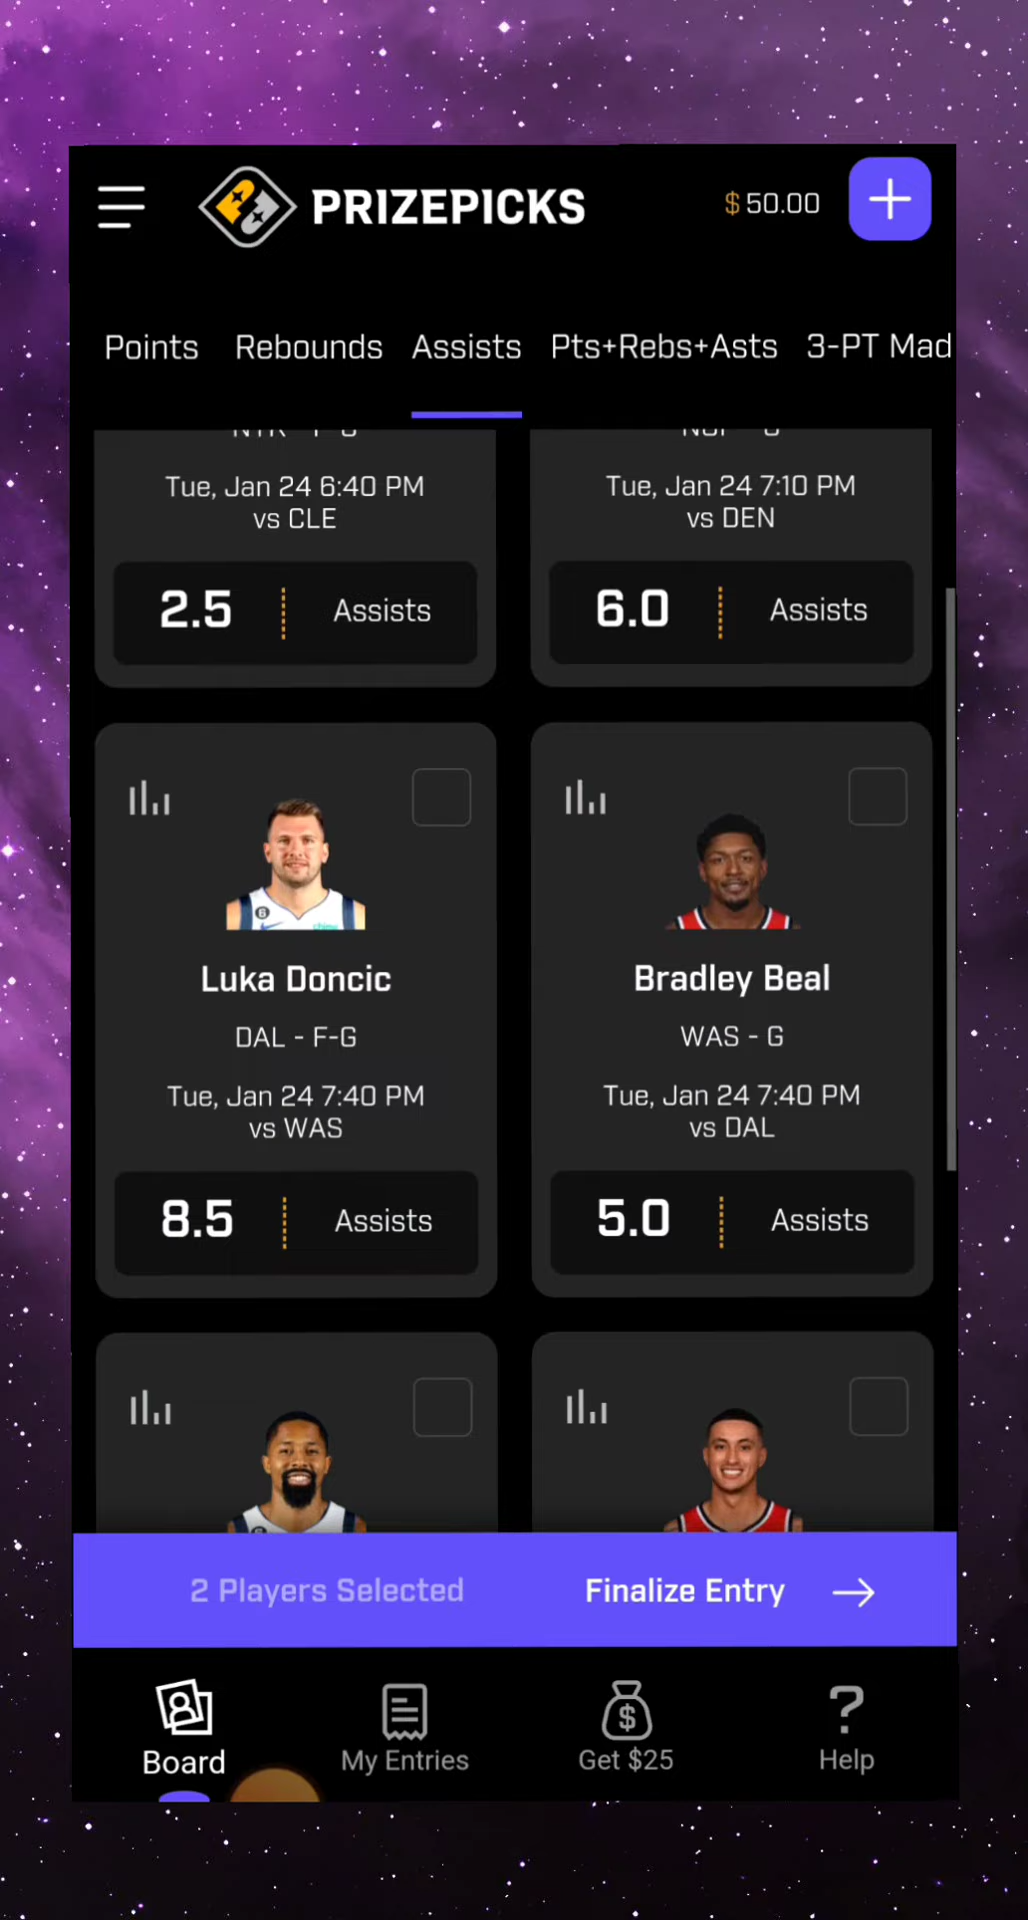 PRIZEPICKS
$ 50.00
Points Rebounds Assists Pts+Rebs+Asts 3-PT Mad
Tue, Jan 24 6:40 PM
vs CLE
2.5 Assists
Tue, Jan 24 7:10 PM
vs DEN
6.0 Assists
Luka Doncic
DAL - F-G
Tue, Jan 24 7:40 PM
vs WAS
8.5 Assists
Bradley Beal
WAS - G
Tue, Jan 24 7:40 PM
vs DAL
5.0 Assists
2 Players Selected
Finalize Entry
Board
My Entries
Get $25
Help